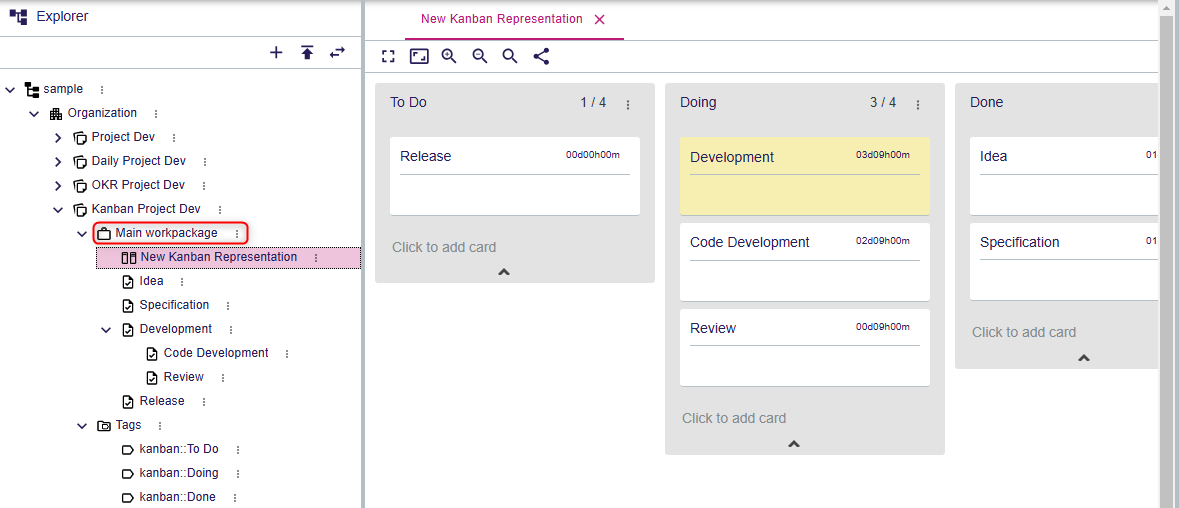 Explorer
sample
Organization
Project Dev
Daily Project Dev
OKR Project Dev
Kanban Project Dev
Main workpackage
New Kanban Representation
Idea
Specification
Development
Code Development
Review
Release
Tags
kanban::To Do
kanban::Doing
kanban::Done
New Kanban Representation
To Do 1 / 4
Release 00d00h00m
Click to add card
Doing 3 / 4
Development 03d09h00m
Code Development 02d09h00m
Review 00d09h00m
Click to add card
Done
Idea 01
Specification 01
Click to add card